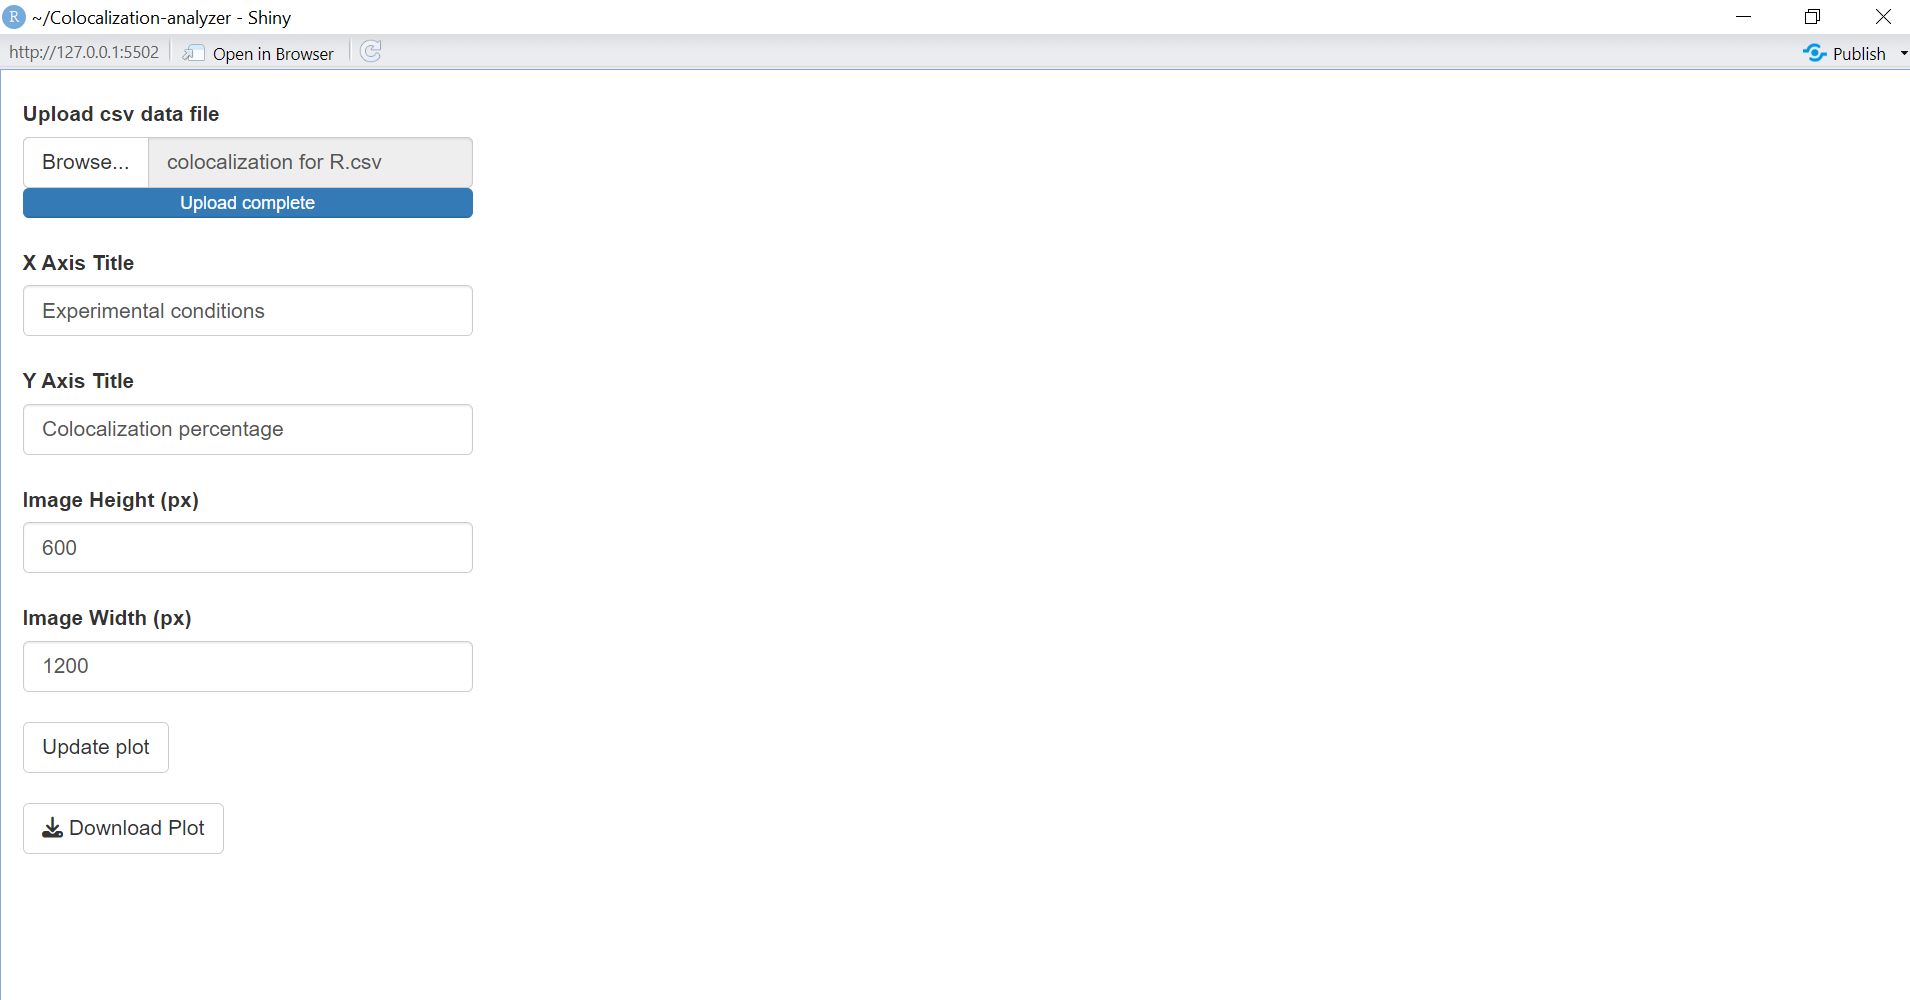 R ~/Colocalization-analyzer - Shiny
http://127.0.0.1:5502 Open in Browser Publish
Upload csv data file
Browse... colocalization for R.csv
Upload complete
X Axis Title
Experimental conditions
Y Axis Title
Colocalization percentage
Image Height (px)
600
Image Width (px)
1200
Update plot
Download Plot